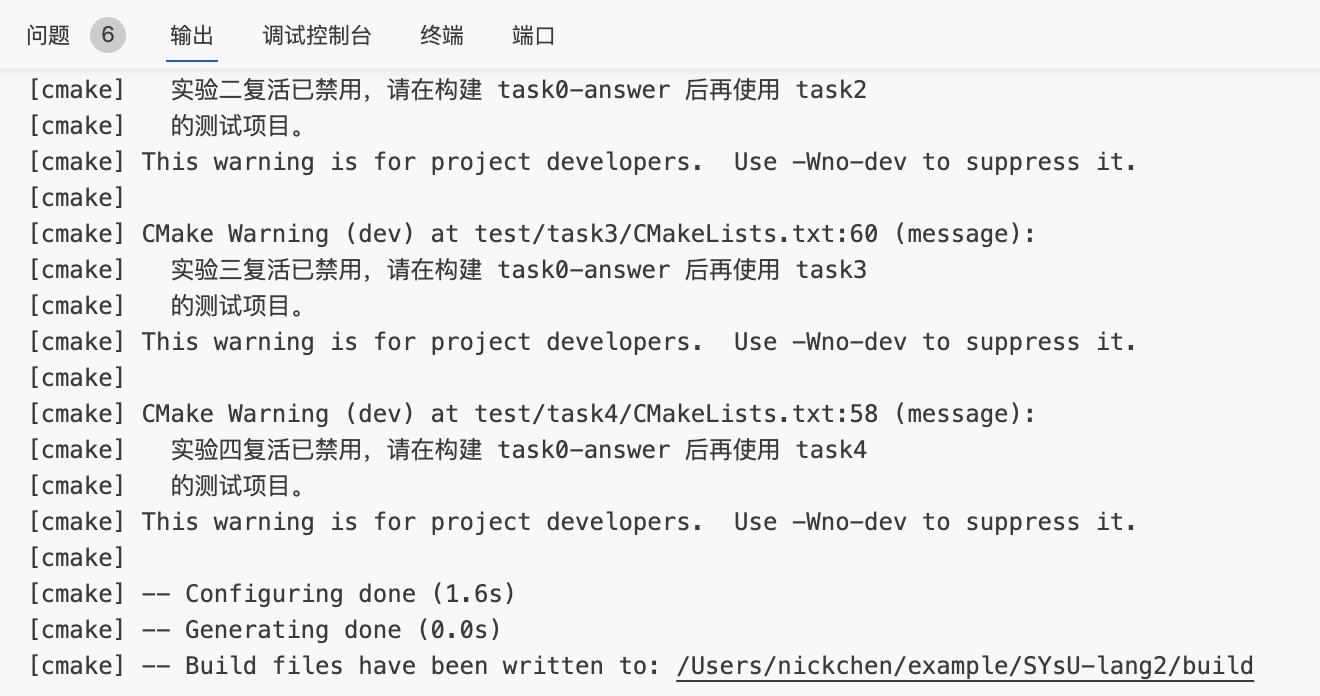 问题 6 输出 调试控制台 终端 端口
[cmake]   实验二复活已禁用，请在构建 task0-answer 后再使用 task2
[cmake]   的测试项目。
[cmake] This warning is for project developers.  Use -Wno-dev to suppress it.
[cmake]
[cmake] CMake Warning (dev) at test/task3/CMakeLists.txt:60 (message):
[cmake]   实验三复活已禁用，请在构建 task0-answer 后再使用 task3
[cmake]   的测试项目。
[cmake] This warning is for project developers.  Use -Wno-dev to suppress it.
[cmake]
[cmake] CMake Warning (dev) at test/task4/CMakeLists.txt:58 (message):
[cmake]   实验四复活已禁用，请在构建 task0-answer 后再使用 task4
[cmake]   的测试项目。
[cmake] This warning is for project developers.  Use -Wno-dev to suppress it.
[cmake]
[cmake] -- Configuring done (1.6s)
[cmake] -- Generating done (0.0s)
[cmake] -- Build files have been written to: /Users/nickchen/example/SYsU-lang2/build